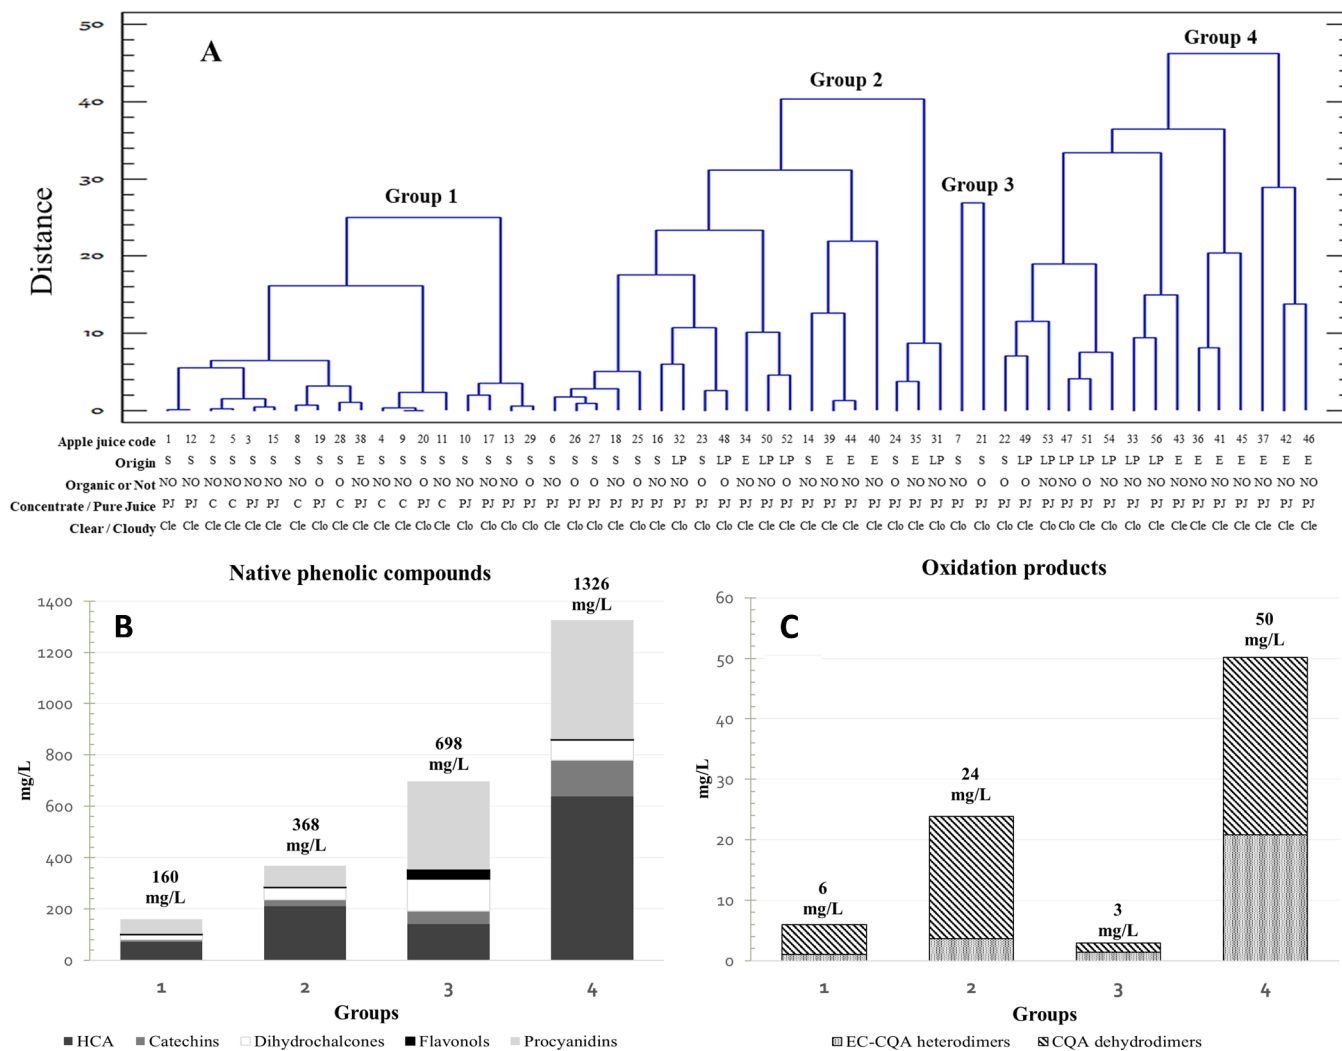 A
Group 1
Group 2
Group 3
Group 4
Distance
50
40
30
20
10
0
Apple juice code 1 12 2 5 3 15 8 19 28 38 4 9 20 11 10 17 13 29 6 26 27 18 25 16 32 23 48 34 50 52 14 39 44 40 24 35 31 7 21 22 49 53 47 51 54 33 56 43 36 41 45 37 42 46
Origin S S S S S S S S S E S S S S S S S S S S S S S S LP S LP E LP LP S E E E S E LP S S S LP LP LP LP LP LP LP E E E E E E E
Organic or Not NO NO NO NO NO NO NO O O NO NO NO O NO NO NO NO O NO O O NO O NO NO O O NO NO O NO NO NO NO O NO NO NO O O O NO NO O NO NO NO NO NO NO NO NO NO NO
Concentrate / Pure Juice PJ PJ C C PJ PJ C PJ C PJ C C PJ C PJ PJ PJ PJ PJ PJ PJ PJ PJ PJ PJ PJ PJ PJ PJ PJ PJ PJ PJ PJ PJ PJ PJ PJ PJ PJ PJ PJ PJ PJ PJ PJ PJ PJ PJ PJ PJ PJ PJ PJ
Clear / Cloudy Cle Cle Cle Cle Cle Cle Cle Clo Cle Cle Cle Cle Clo Cle Clo Clo Cle Clo Cle Clo Clo Cle Clo Cle Clo Clo Clo Cle Cle Cle Cle Cle Cle Cle Clo Cle Clo Clo Clo Clo Cle Clo Clo Cle Clo Clo Cle Cle Cle Cle Cle Cle Cle Cle
Native phenolic compounds
B
mg/L
1400
1200
1000
800
600
400
200
0
160
mg/L
368
mg/L
698
mg/L
1326
mg/L
1 2 3 4
Groups
HCA Catechins Dihydrochalcones Flavonols Procyanidins
Oxidation products
C
mg/L
60
50
40
30
20
10
0
6
mg/L
24
mg/L
3
mg/L
50
mg/L
1 2 3 4
Groups
EC-CQA heterodimers CQA dehydrodimers